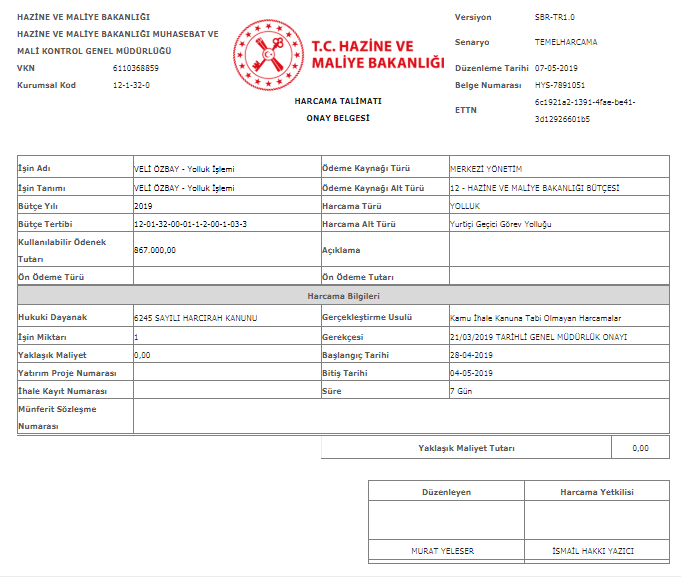 HAZİNE VE MALİYE BAKANLIĞI
HAZİNE VE MALİYE BAKANLIĞI MUHASEBAT VE
MALİ KONTROL GENEL MÜDÜRLÜĞÜ
VKN 6110368859
Kurumsal Kod 12-1-32-0
T.C. HAZİNE VE
MALİYE BAKANLIĞI
HARCAMA TALİMATI
ONAY BELGESİ
Versiyon SBR-TR1.0
Senaryo TEMELHARCAMA
Düzenleme Tarihi 07-05-2019
Belge Numarası HYS-7891051
ETTN 6c1921a2-1391-4fae-be41-
3d12926601b5
İşin Adı VELİ ÖZBAY - Yolluk İşlemi Ödeme Kaynağı Türü MERKEZİ YÖNETİM
İşin Tanımı VELİ ÖZBAY - Yolluk İşlemi Ödeme Kaynağı Alt Türü 12 - HAZİNE VE MALİYE BAKANLIĞI BÜTÇESİ
Bütçe Yılı 2019 Harcama Türü YOLLUK
Bütçe Tertibi 12-01-32-00-01-1-2-00-1-03-3 Harcama Alt Türü Yurtiçi Geçici Görev Yolluğu
Kullanılabilir Ödenek
Tutarı 867.000,00 Açıklama
Ön Ödeme Türü Ön Ödeme Tutarı
Harcama Bilgileri
Hukuki Dayanak 6245 SAYILI HARCIRAH KANUNU Gerçekleştirme Usulü Kamu İhale Kanuna Tabi Olmayan Harcamalar
İşin Miktarı 1 Gerekçesi 21/03/2019 TARİHLİ GENEL MÜDÜRLÜK ONAYI
Yaklaşık Maliyet 0,00 Başlangıç Tarihi 28-04-2019
Yatırım Proje Numarası Bitiş Tarihi 04-05-2019
İhale Kayıt Numarası Süre 7 Gün
Münferit Sözleşme
Numarası
Yaklaşık Maliyet Tutarı 0,00
Düzenleyen Harcama Yetkilisi
MURAT YELESER İSMAİL HAKKI YAZICI